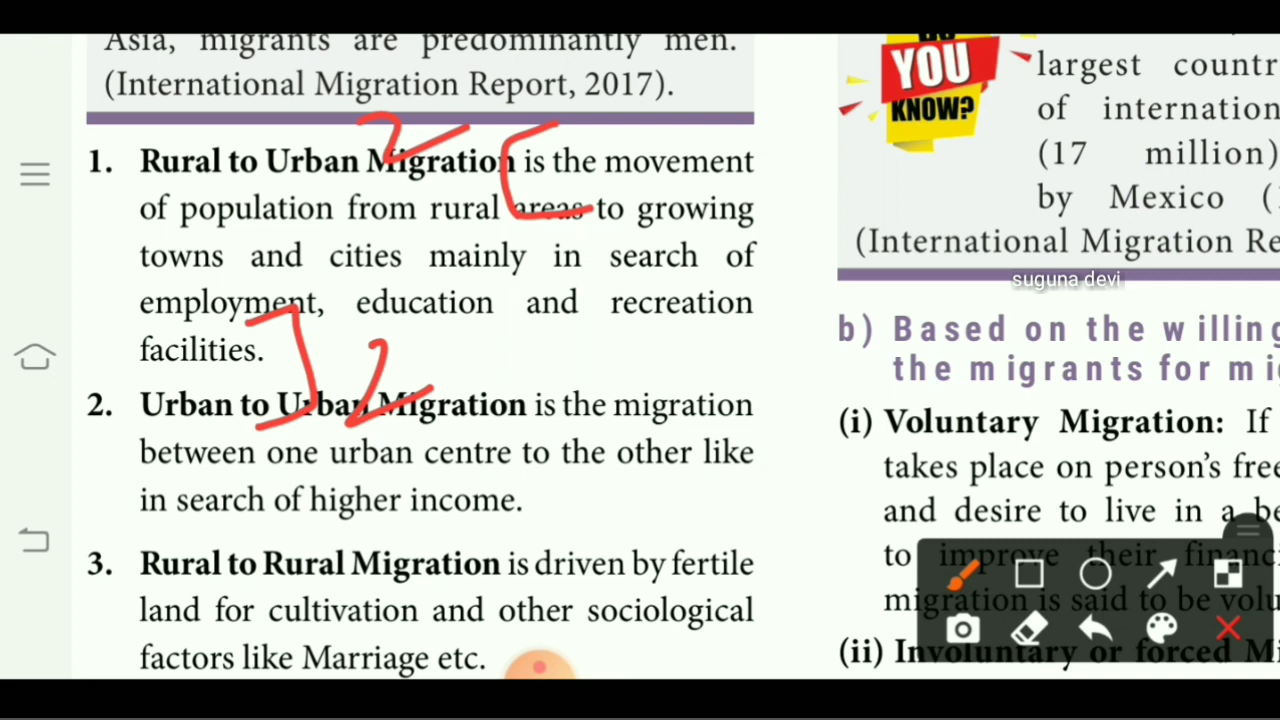 Asia, migrants are predominantly men.
(International Migration Report, 2017).
1. Rural to Urban Migration is the movement
of population from rural areas to growing
towns and cities mainly in search of
employment, education and recreation
facilities.
2. Urban to Urban Migration is the migration
between one urban centre to the other like
in search of higher income.
3. Rural to Rural Migration is driven by fertile
land for cultivation and other sociological
factors like Marriage etc.
2 [
] 2
YOU
KNOW?
largest countr
of internation
(17 million)
by Mexico (
(International Migration Re
suguna devi
b) Based on the willing
the migrants for mi
(i) Voluntary Migration: If
takes place on person's free
and desire to live in a be
to improve their financi
migration is said to be volu
(ii) Involuntary or forced Mi